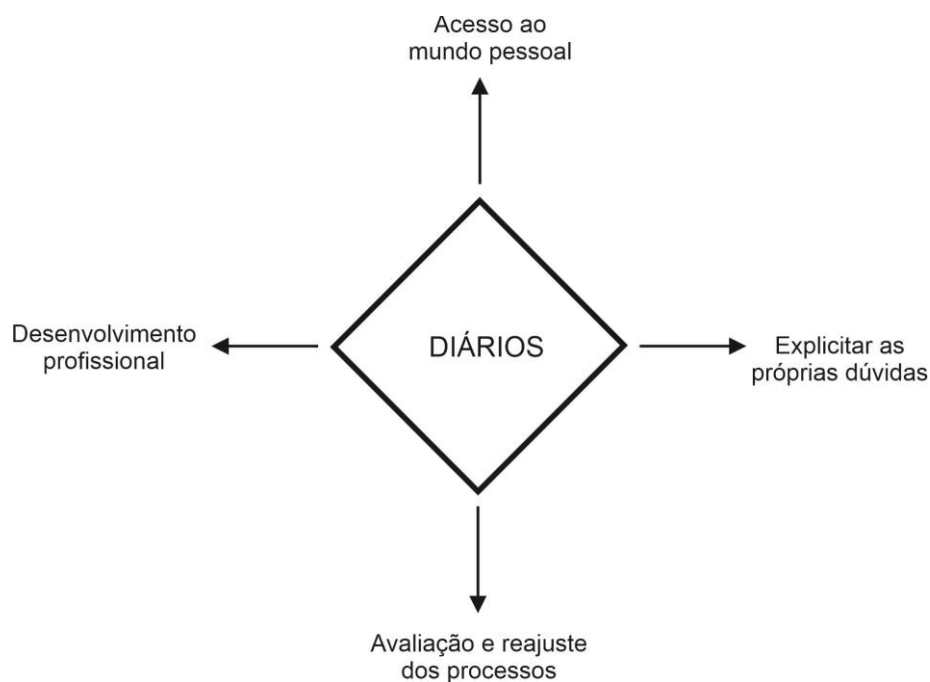 Acesso ao
mundo pessoal
Desenvolvimento
profissional
DIÁRIOS
Explicitar as
próprias dúvidas
Avaliação e reajuste
dos processos